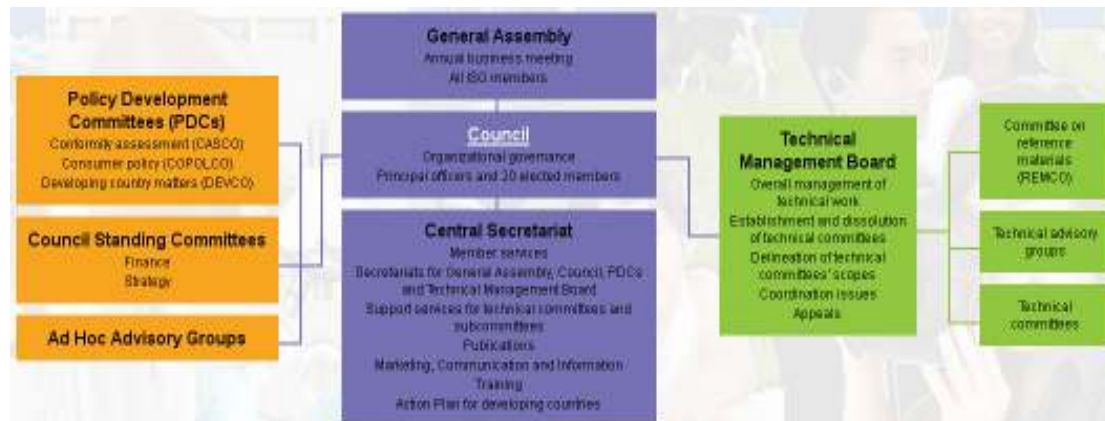 General Assembly
Annual business meeting
All ISO members
Policy Development
Committees (PDCs)
Conformity assessment (CASCO)
Consumer policy (COPOLCO)
Developing country matters (DEVCO)
Council Standing Committees
Finance
Strategy
Ad Hoc Advisory Groups
Council
Organizational governance
Principal officers and 20 elected members
Central Secretariat
Member services
Secretariats for General Assembly, Council, PDCs
and Technical Management Board
Support services for technical committees and
subcommittees
Publications
Marketing, Communication and Information
Training
Action Plan for developing countries
Technical
Management Board
Overall management of
technical work
Establishment and dissolution
of technical committees
Delineation of technical
committees' scopes
Coordination issues
Appeals
Committee on
reference
materials
(REMCO)
Technical advisory
groups
Technical
committees